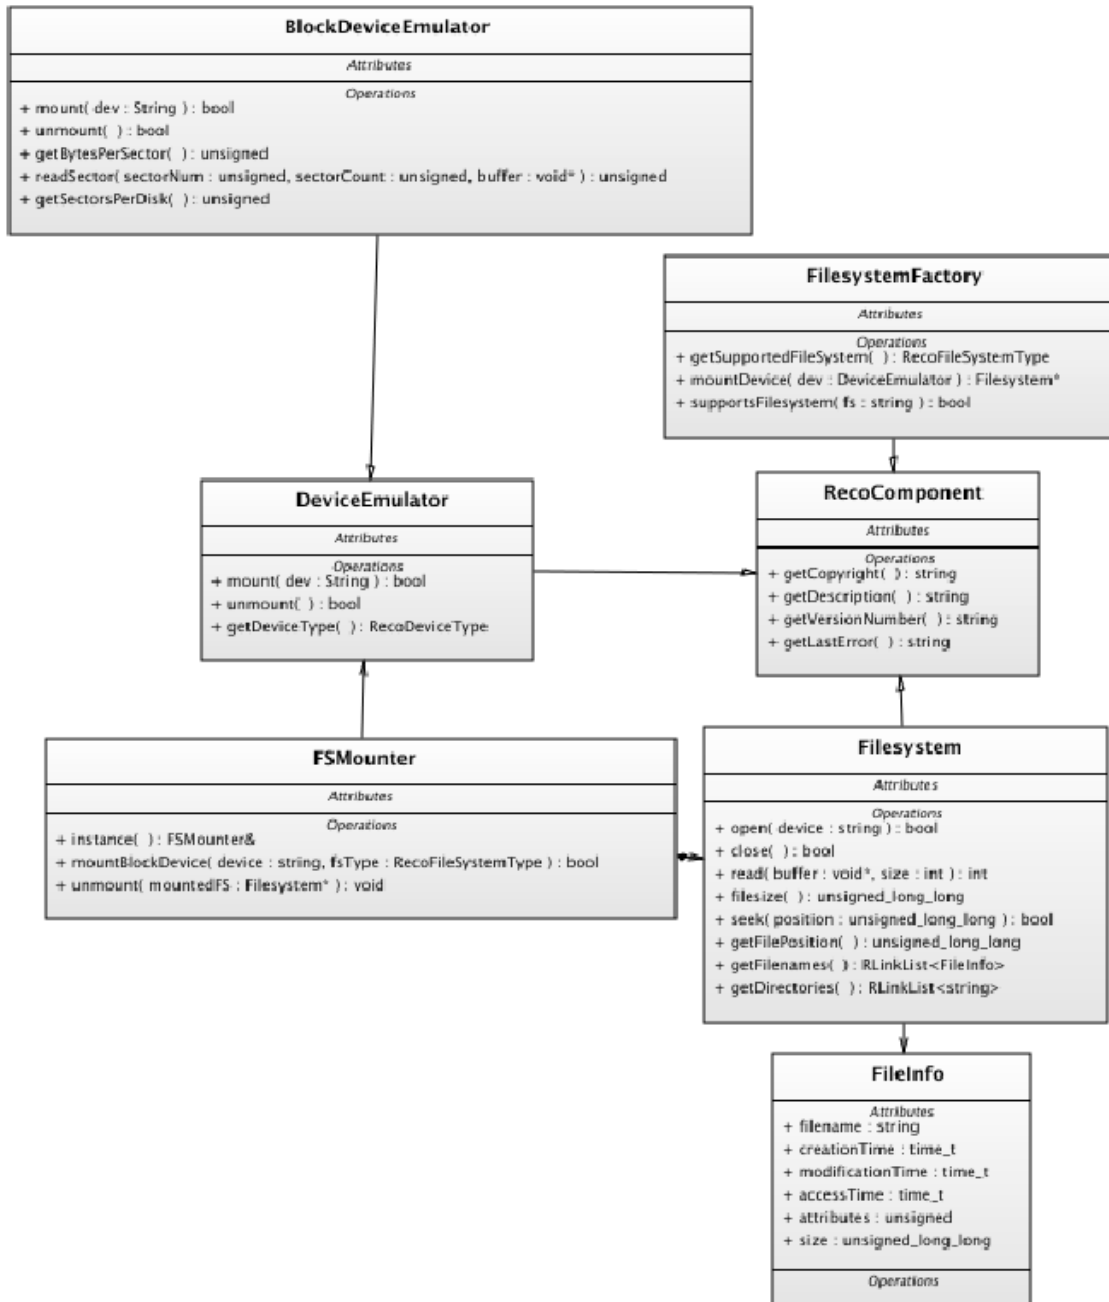 BlockDeviceEmulator
Attributes
Operations
+ mount( dev : String ) : bool
+ unmount( ) : bool
+ getBytesPerSector( ) : unsigned
+ readSector( sectorNum : unsigned, sectorCount : unsigned, buffer : void* ) : unsigned
+ getSectorsPerDisk( ) : unsigned
FilesystemFactory
Attributes
Operations
+ getSupportedFileSystem( ) : RecoFileSystemType
+ mountDevice( dev : DeviceEmulator ) : Filesystem*
+ supportsFilesystem( fs : string ) : bool
DeviceEmulator
Attributes
Operations
+ mount( dev : String ) : bool
+ unmount( ) : bool
+ getDeviceType( ) : RecoDeviceType
RecoComponent
Attributes
Operations
+ getCopyright( ) : string
+ getDescription( ) : string
+ getVersionNumber( ) : string
+ getLastError( ) : string
FSMounter
Attributes
Operations
+ instance( ) : FSMounter&
+ mountBlockDevice( device : string, fsType : RecoFileSystemType ) : bool
+ unmount( mountedFS : Filesystem* ) : void
Filesystem
Attributes
Operations
+ open( device : string ) : bool
+ close( ) : bool
+ read( buffer : void*, size : int ) : int
+ filesize( ) : unsigned_long_long
+ seek( position : unsigned_long_long ) : bool
+ getFilePosition( ) : unsigned_long_long
+ getFilenames( ) : RLinkList<FileInfo>
+ getDirectories( ) : RLinkList<string>
FileInfo
Attributes
+ filename : string
+ creationTime : time_t
+ modificationTime : time_t
+ accessTime : time_t
+ attributes : unsigned
+ size : unsigned_long_long
Operations